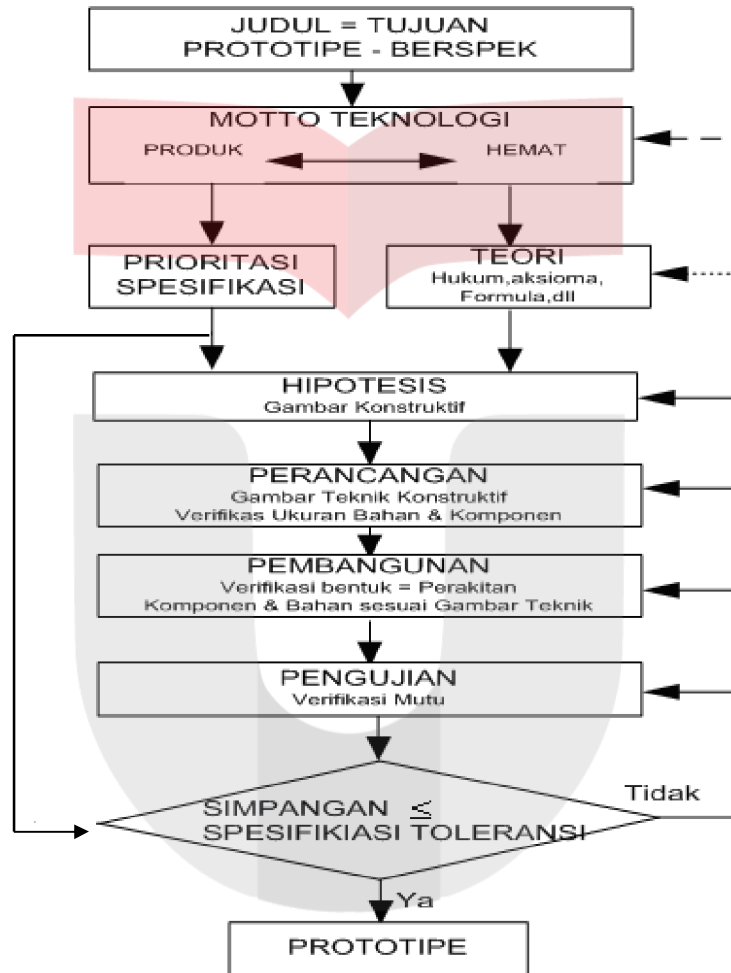 JUDUL = TUJUAN
PROTOTIPE - BERSPEK
MOTTO TEKNOLOGI
PRODUK
HEMAT
PRIORITASI
SPESIFIKASI
TEORI
Hukum,aksioma,
Formula,dll
HIPOTESIS
Gambar Konstruktif
PERANCANGAN
Gambar Teknik Konstruktif
Verifikas Ukuran Bahan & Komponen
PEMBANGUNAN
Verifikasi bentuk = Perakitan
Komponen & Bahan sesuai Gambar Teknik
PENGUJIAN
Verifikasi Mutu
SIMPANGAN ≤
SPESIFIKIASI TOLERANSI
Tidak
Ya
PROTOTIPE